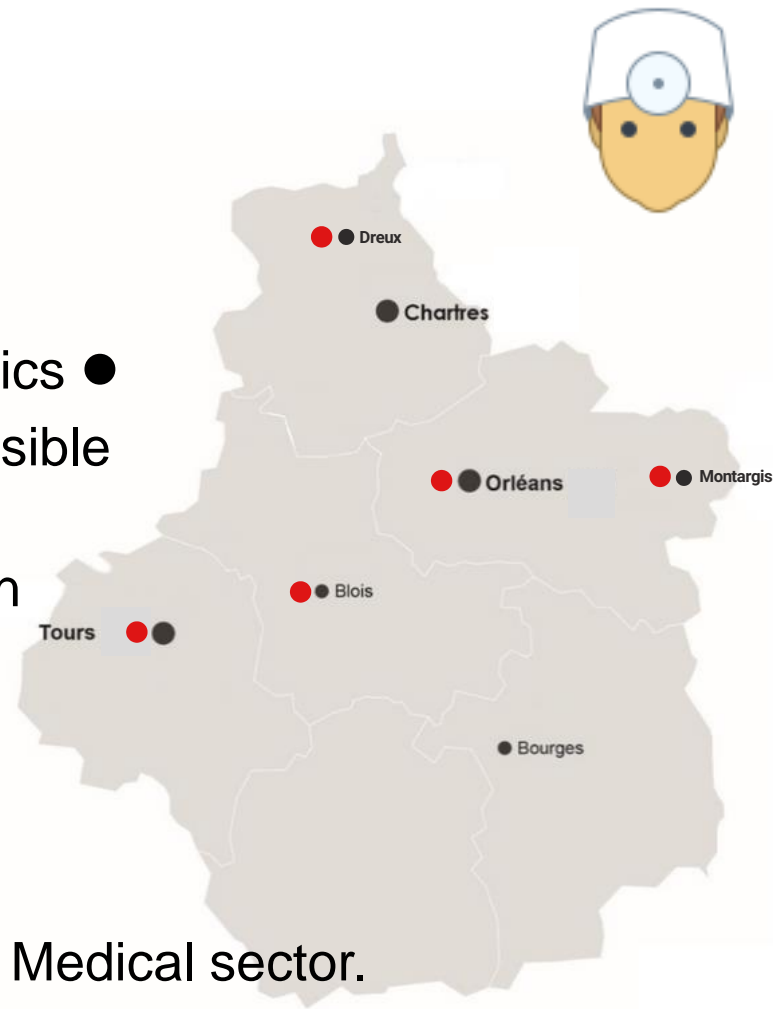 Dreux
Chartres
ics ●
sible
Orléans
Montargis
n
Blois
Tours
Bourges
Medical sector.